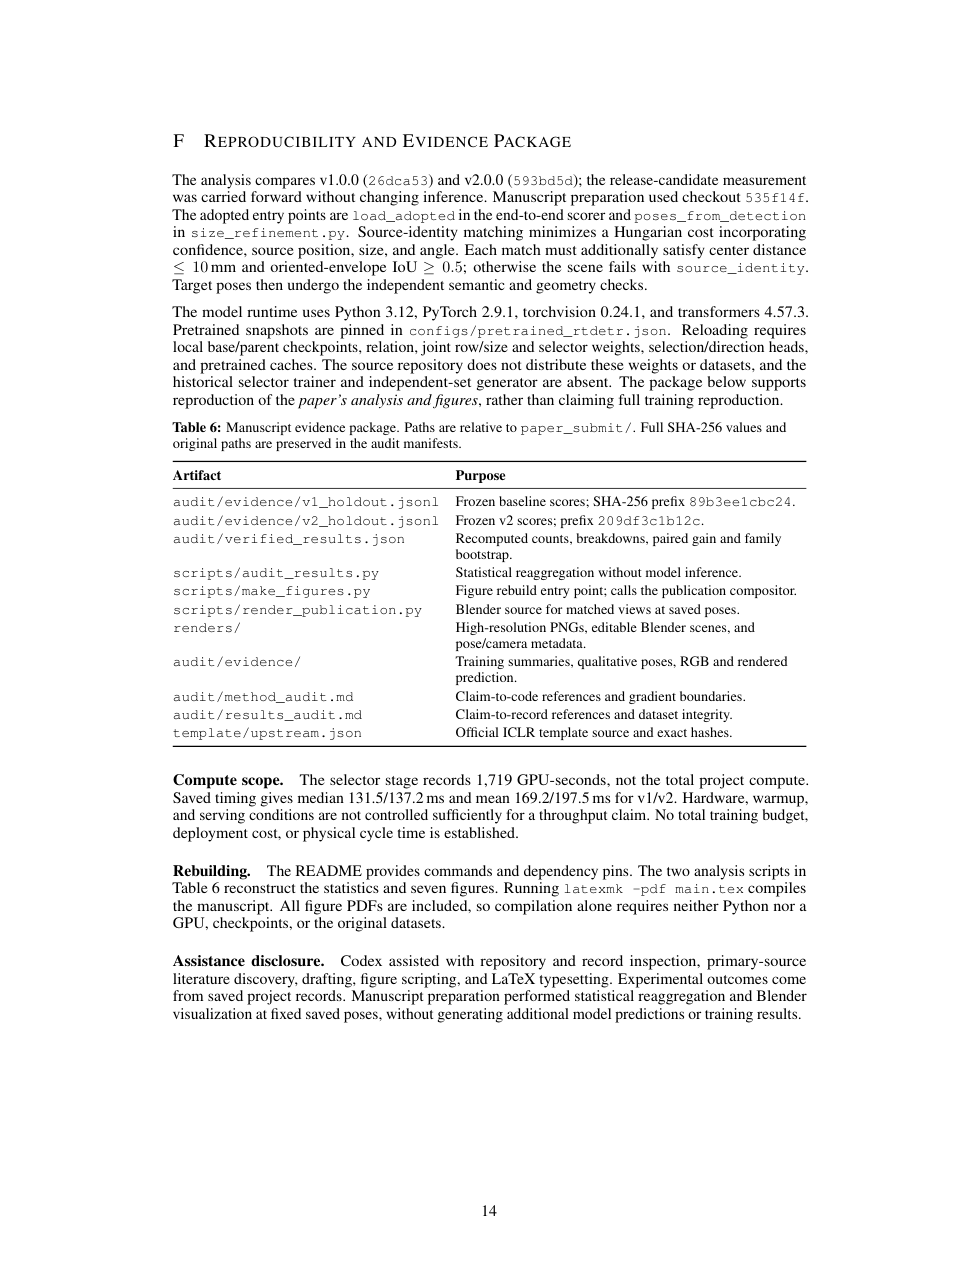 F REPRODUCIBILITY AND EVIDENCE PACKAGE
The analysis compares v1.0.0 (26dca53) and v2.0.0 (593bd5d); the release-candidate measurement
was carried forward without changing inference. Manuscript preparation used checkout 535f14f.
The adopted entry points are load_adopted in the end-to-end scorer and poses_from_detection
in size_refinement.py. Source-identity matching minimizes a Hungarian cost incorporating
confidence, source position, size, and angle. Each match must additionally satisfy center distance
≤ 10 mm and oriented-envelope IoU ≥ 0.5; otherwise the scene fails with source_identity.
Target poses then undergo the independent semantic and geometry checks.
The model runtime uses Python 3.12, PyTorch 2.9.1, torchvision 0.24.1, and transformers 4.57.3.
Pretrained snapshots are pinned in configs/pretrained_rtdetr.json. Reloading requires
local base/parent checkpoints, relation, joint row/size and selector weights, selection/direction heads,
and pretrained caches. The source repository does not distribute these weights or datasets, and the
historical selector trainer and independent-set generator are absent. The package below supports
reproduction of the paper's analysis and figures, rather than claiming full training reproduction.
Table 6: Manuscript evidence package. Paths are relative to paper_submit/. Full SHA-256 values and
original paths are preserved in the audit manifests.
Artifact Purpose
audit/evidence/v1_holdout.jsonl Frozen baseline scores; SHA-256 prefix 89b3ee1cbc24.
audit/evidence/v2_holdout.jsonl Frozen v2 scores; prefix 209df3c1b12c.
audit/verified_results.json Recomputed counts, breakdowns, paired gain and family
bootstrap.
scripts/audit_results.py Statistical reaggregation without model inference.
scripts/make_figures.py Figure rebuild entry point; calls the publication compositor.
scripts/render_publication.py Blender source for matched views at saved poses.
renders/ High-resolution PNGs, editable Blender scenes, and
pose/camera metadata.
audit/evidence/ Training summaries, qualitative poses, RGB and rendered
prediction.
audit/method_audit.md Claim-to-code references and gradient boundaries.
audit/results_audit.md Claim-to-record references and dataset integrity.
template/upstream.json Official ICLR template source and exact hashes.
Compute scope. The selector stage records 1,719 GPU-seconds, not the total project compute.
Saved timing gives median 131.5/137.2 ms and mean 169.2/197.5 ms for v1/v2. Hardware, warmup,
and serving conditions are not controlled sufficiently for a throughput claim. No total training budget,
deployment cost, or physical cycle time is established.
Rebuilding. The README provides commands and dependency pins. The two analysis scripts in
Table 6 reconstruct the statistics and seven figures. Running latexmk -pdf main.tex compiles
the manuscript. All figure PDFs are included, so compilation alone requires neither Python nor a
GPU, checkpoints, or the original datasets.
Assistance disclosure. Codex assisted with repository and record inspection, primary-source
literature discovery, drafting, figure scripting, and LaTeX typesetting. Experimental outcomes come
from saved project records. Manuscript preparation performed statistical reaggregation and Blender
visualization at fixed saved poses, without generating additional model predictions or training results.
14